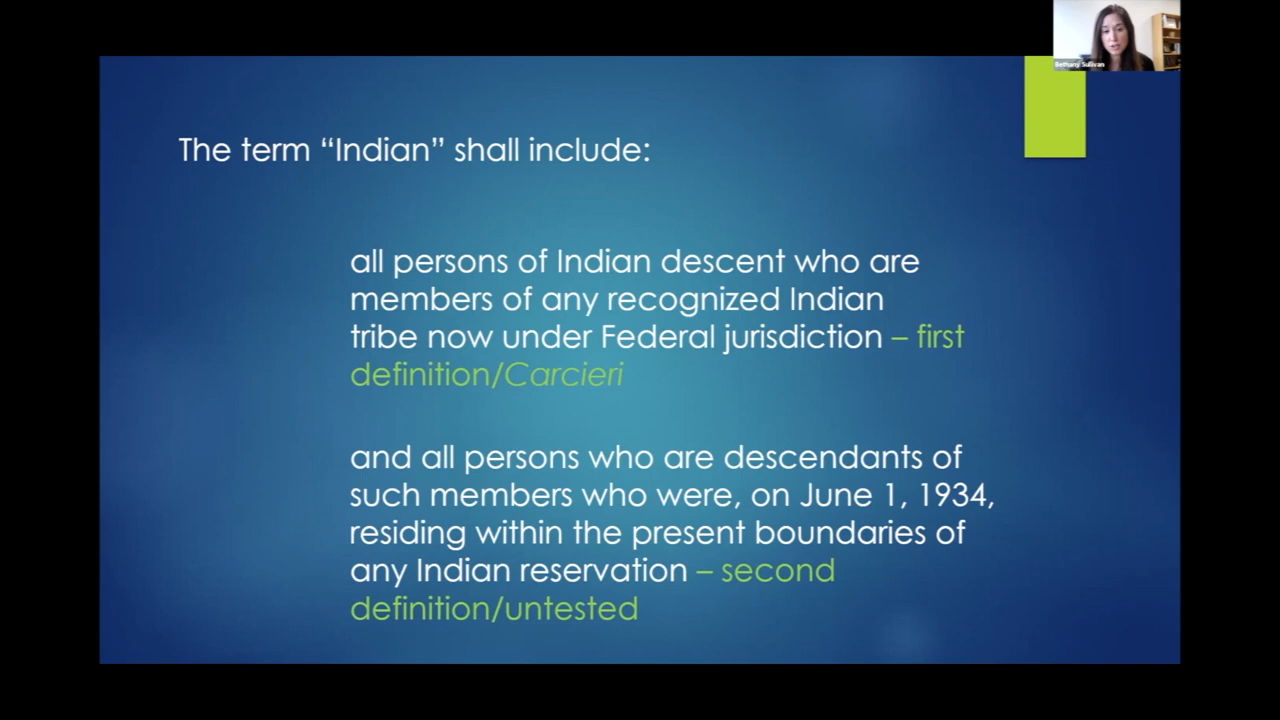 Bethany Sullivan
The term “Indian” shall include:
all persons of Indian descent who are
members of any recognized Indian
tribe now under Federal jurisdiction – first
definition/Carcieri
and all persons who are descendants of
such members who were, on June 1, 1934,
residing within the present boundaries of
any Indian reservation – second
definition/untested